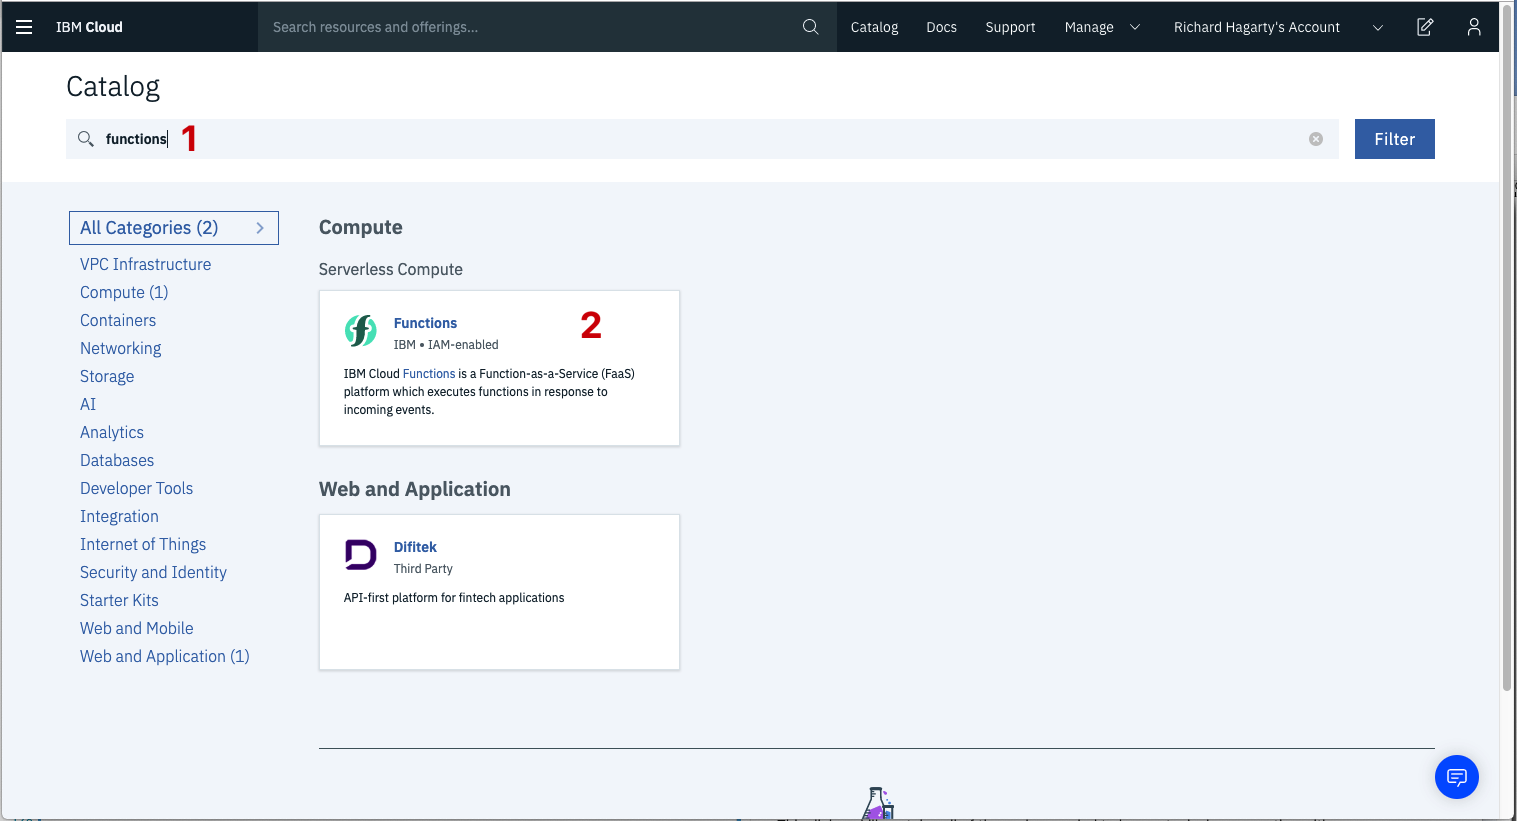 IBM Cloud
Search resources and offerings...
Catalog
Docs
Support
Manage
Richard Hagarty's Account
Catalog
functions 1
Filter
All Categories (2)
VPC Infrastructure
Compute (1)
Containers
Networking
Storage
AI
Analytics
Databases
Developer Tools
Integration
Internet of Things
Security and Identity
Starter Kits
Web and Mobile
Web and Application (1)
Compute
Serverless Compute
Functions
2
IBM • IAM-enabled
IBM Cloud Functions is a Function-as-a-Service (FaaS)
platform which executes functions in response to
incoming events.
Web and Application
Difitek
Third Party
API-first platform for fintech applications